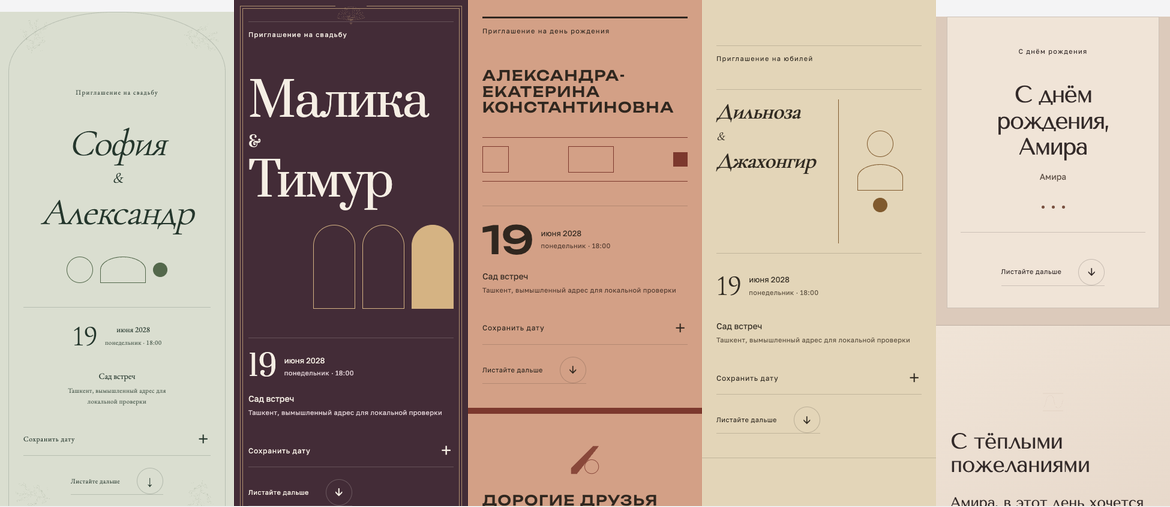 Приглашение на свадьбу
София
&
Александр
19
июня 2028
понедельник · 18:00
Сад встреч
Ташкент, вымышленный адрес для
локальной проверки
Сохранить дату
+
Листайте дальше
Приглашение на свадьбу
Малика
&
Тимур
19
июня 2028
понедельник · 18:00
Сад встреч
Ташкент, вымышленный адрес для локальной проверки
Сохранить дату
+
Листайте дальше
Приглашение на день рождения
АЛЕКСАНДРА-
ЕКАТЕРИНА
КОНСТАНТИНОВНА
19
июня 2028
понедельник · 18:00
Сад встреч
Ташкент, вымышленный адрес для локальной проверки
Сохранить дату
+
Листайте дальше
ДОРОГИЕ ДРУЗЬЯ
Приглашение на юбилей
Дильноза
&
Джахонгир
19
июня 2028
понедельник · 18:00
Сад встреч
Ташкент, вымышленный адрес для локальной проверки
Сохранить дату
+
Листайте дальше
С днём рождения
С днём
рождения,
Амира
Амира
Листайте дальше
С тёплыми
пожеланиями
Амира, в этот день хочется